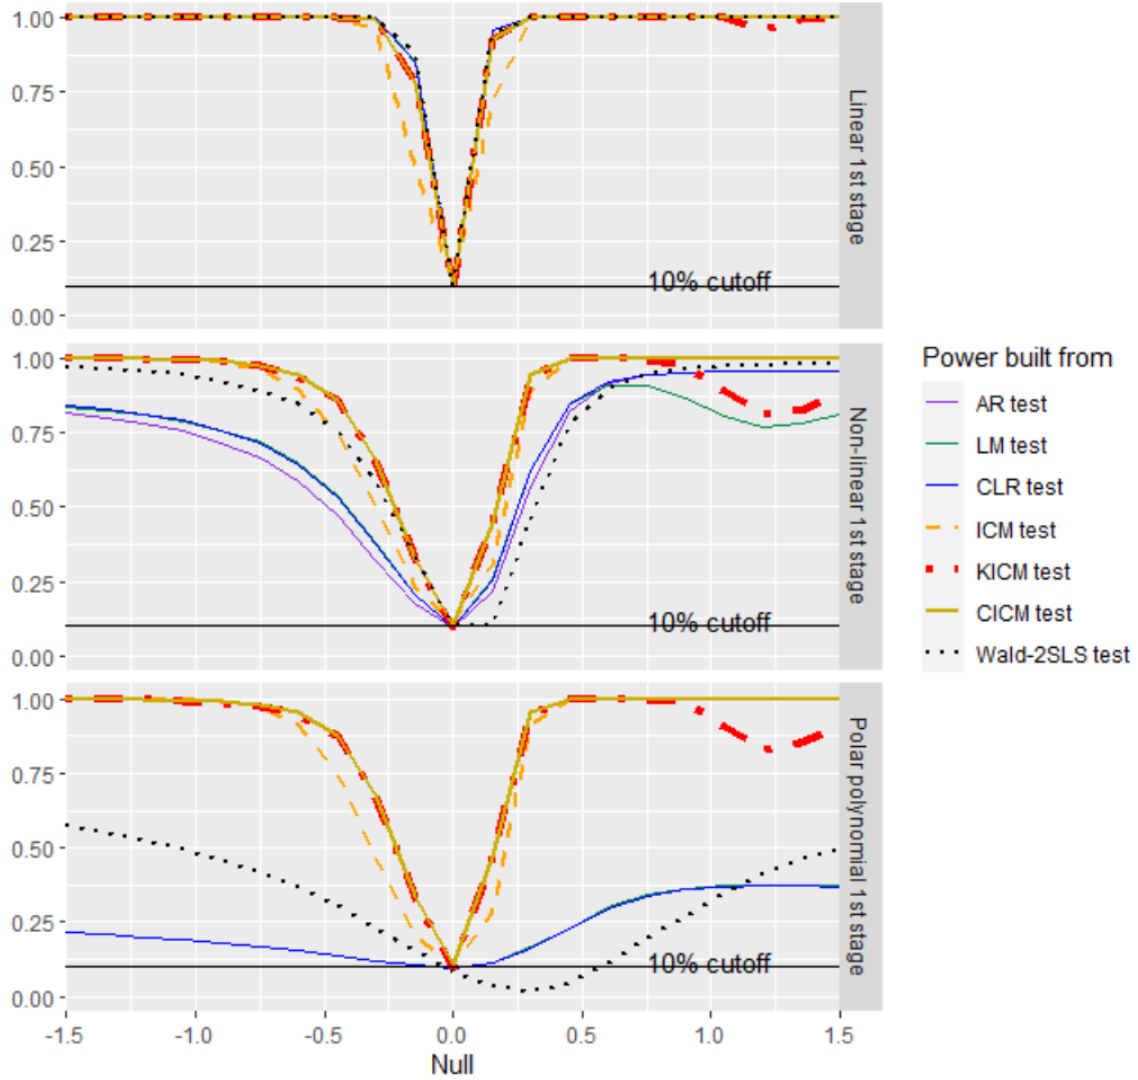 1.00
0.75
0.50
0.25
0.00
10% cutoff
Linear 1st stage
1.00
0.75
0.50
0.25
0.00
10% cutoff
Non-linear 1st stage
1.00
0.75
0.50
0.25
0.00
10% cutoff
Polar polynomial 1st stage
-1.5
-1.0
-0.5
0.0
0.5
1.0
1.5
Null
Power built from
AR test
LM test
CLR test
ICM test
KICM test
CICM test
Wald-2SLS test